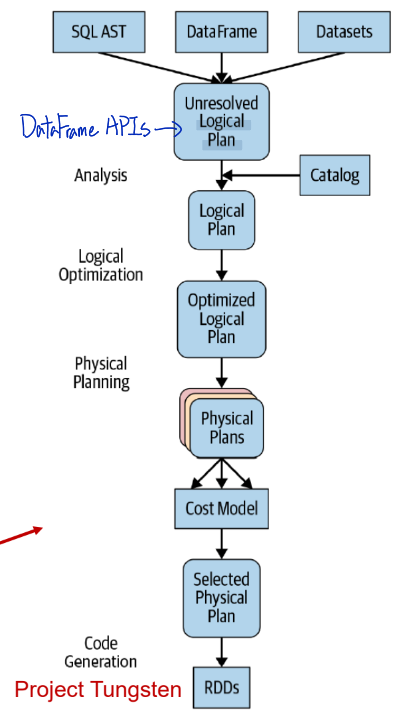 SQL AST
DataFrame
Datasets
Unresolved
Logical
Plan
DataFrame APIs
Analysis
Catalog
Logical
Plan
Logical
Optimization
Optimized
Logical
Plan
Physical
Planning
Physical
Plans
Cost Model
Selected
Physical
Plan
Code
Generation
Project Tungsten
RDDs